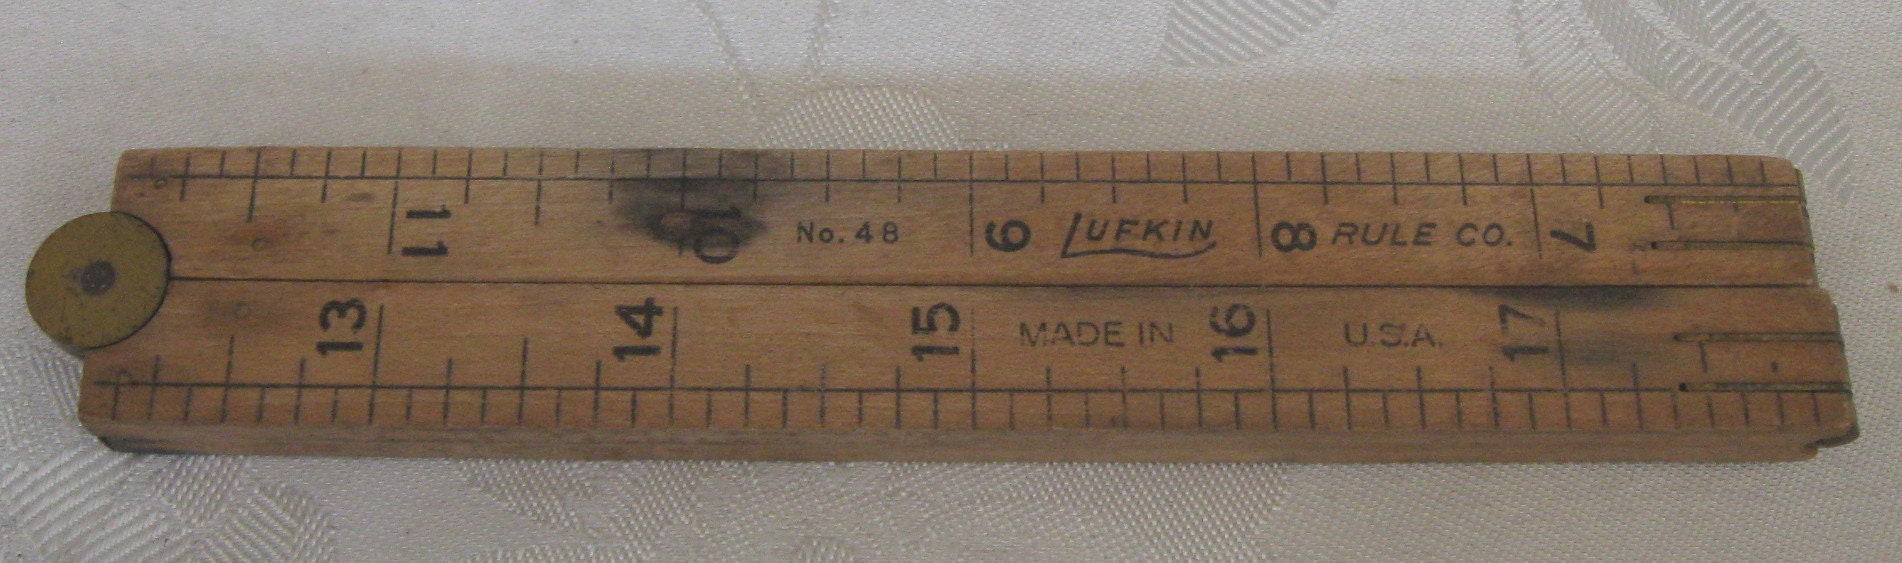 11 10 No. 48 9 LUFKIN 8 RULE CO. 7
13 14 15 MADE IN 16 U.S.A. 17